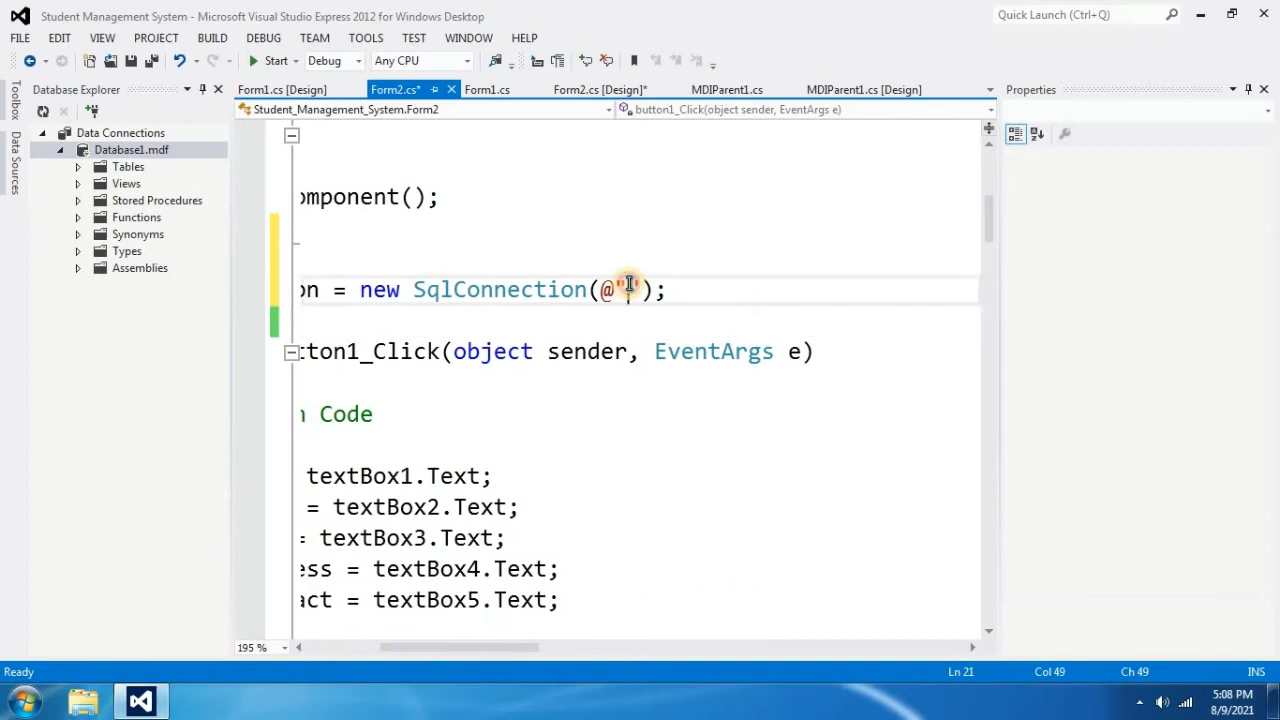 Student Management System - Microsoft Visual Studio Express 2012 for Windows Desktop
Quick Launch (Ctrl+Q)
FILE EDIT VIEW PROJECT BUILD DEBUG TEAM TOOLS TEST WINDOW HELP
Start Debug Any CPU
Toolbox
Data Sources
Database Explorer
Data Connections
Database1.mdf
Tables
Views
Stored Procedures
Functions
Synonyms
Types
Assemblies
Form1.cs [Design] Form2.cs* Form1.cs Form2.cs [Design]* MDIParent1.cs MDIParent1.cs [Design]
Student_Management_System.Form2 button1_Click(object sender, EventArgs e)
omponent();
on = new SqlConnection(@"");
tton1_Click(object sender, EventArgs e)
n Code
textBox1.Text;
= textBox2.Text;
= textBox3.Text;
ess = textBox4.Text;
act = textBox5.Text;
195 %
Properties
Ready Ln 21 Col 49 Ch 49 INS
5:08 PM
8/9/2021